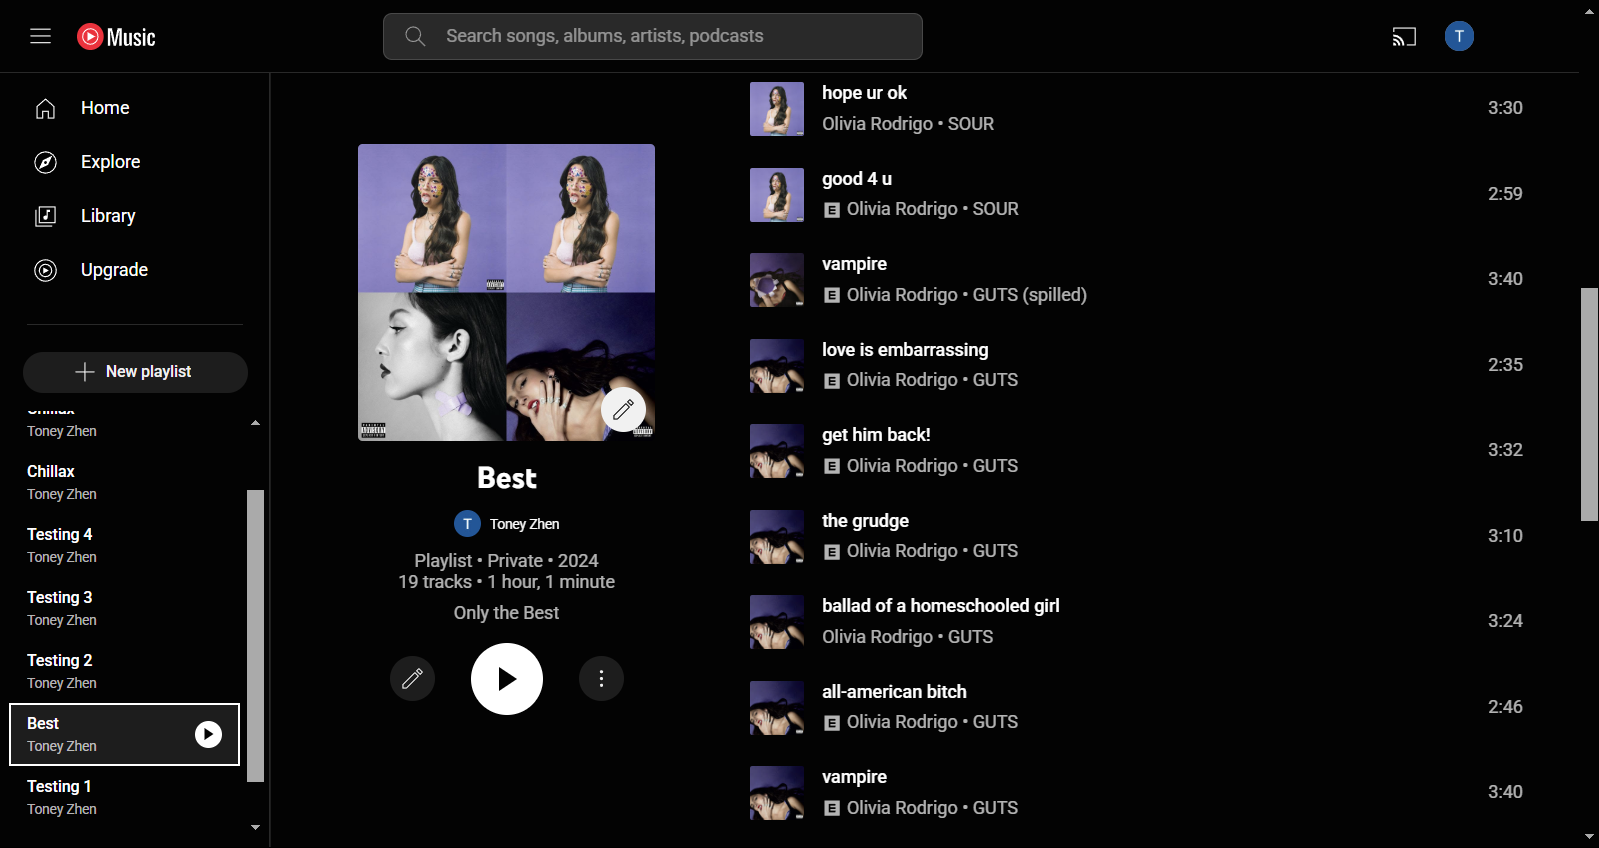 Music
Search songs, albums, artists, podcasts
T
Home
Explore
Library
Upgrade
New playlist
Chillax
Toney Zhen
Chillax
Toney Zhen
Testing 4
Toney Zhen
Testing 3
Toney Zhen
Testing 2
Toney Zhen
Best
Toney Zhen
Testing 1
Toney Zhen
Best
T Toney Zhen
Playlist • Private • 2024
19 tracks • 1 hour, 1 minute
Only the Best
hope ur ok
Olivia Rodrigo • SOUR
3:30
good 4 u
E Olivia Rodrigo • SOUR
2:59
vampire
E Olivia Rodrigo • GUTS (spilled)
3:40
love is embarrassing
E Olivia Rodrigo • GUTS
2:35
get him back!
E Olivia Rodrigo • GUTS
3:32
the grudge
E Olivia Rodrigo • GUTS
3:10
ballad of a homeschooled girl
Olivia Rodrigo • GUTS
3:24
all-american bitch
E Olivia Rodrigo • GUTS
2:46
vampire
E Olivia Rodrigo • GUTS
3:40